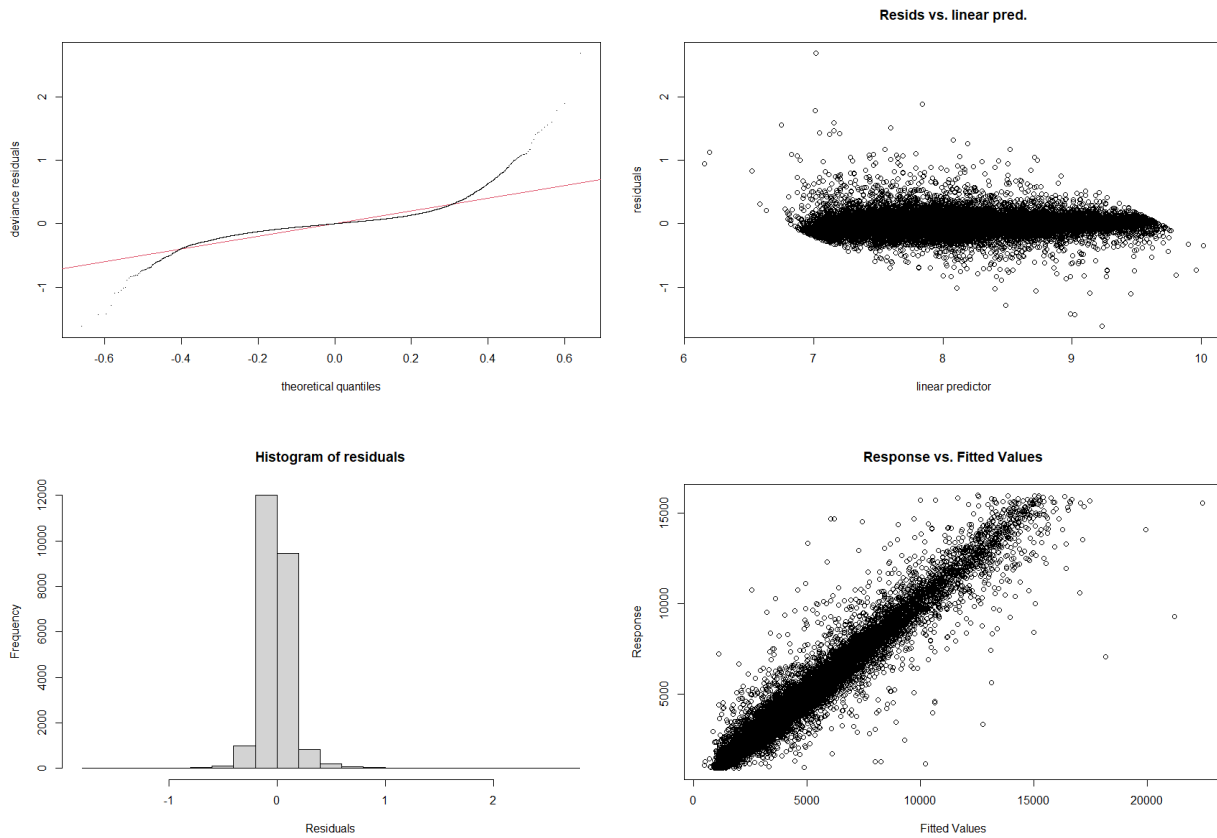 deviance residuals
2
1
0
-1
-0.6 -0.4 -0.2 0.0 0.2 0.4 0.6
theoretical quantiles
Resids vs. linear pred.
residuals
2
1
0
-1
6 7 8 9 10
linear predictor
Histogram of residuals
Frequency
12000
10000
8000
6000
4000
2000
0
-1 0 1 2
Residuals
Response vs. Fitted Values
Response
15000
10000
5000
0 5000 10000 15000 20000
Fitted Values